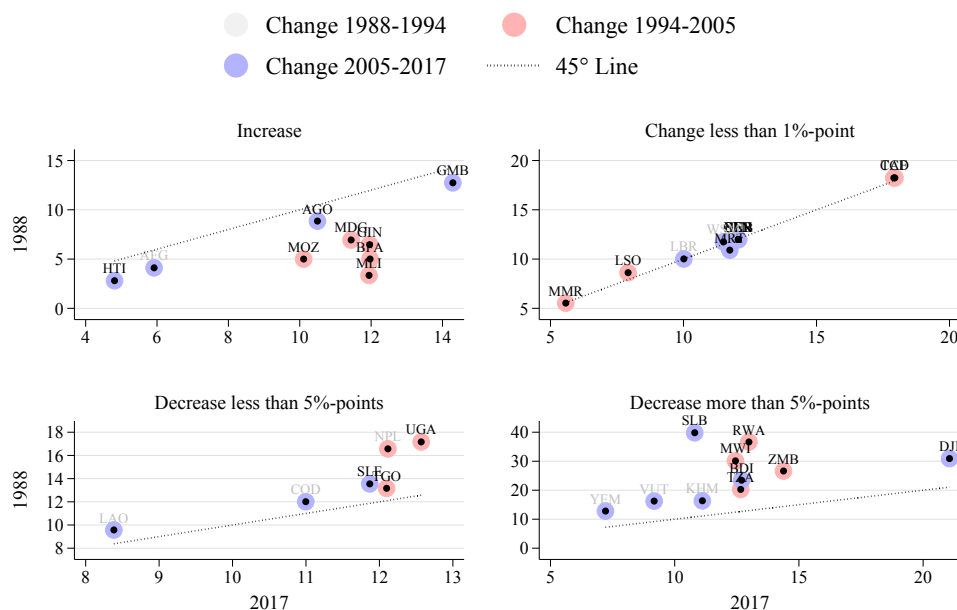 Change 1988-1994 Change 1994-2005
Change 2005-2017 45° Line
Increase
Change less than 1%-point
1988
15
10
5
0
GMB
AGO
MDG
GIN
MOZ
BFA
MLI
AFG
HTI
4 6 8 10 12 14
20
15
10
5
TCD
LBR
MRT
LSO
MMR
5 10 15 20
Decrease less than 5%-points
Decrease more than 5%-points
1988
18
16
14
12
10
8
UGA
NPL
SLE
TGO
COD
LAO
8 9 10 11 12 13
2017
40
30
20
10
0
SLB
RWA
MWI
ZMB
BDI
TZA
KHM
VUT
YEM
DJI
5 10 15 20
2017